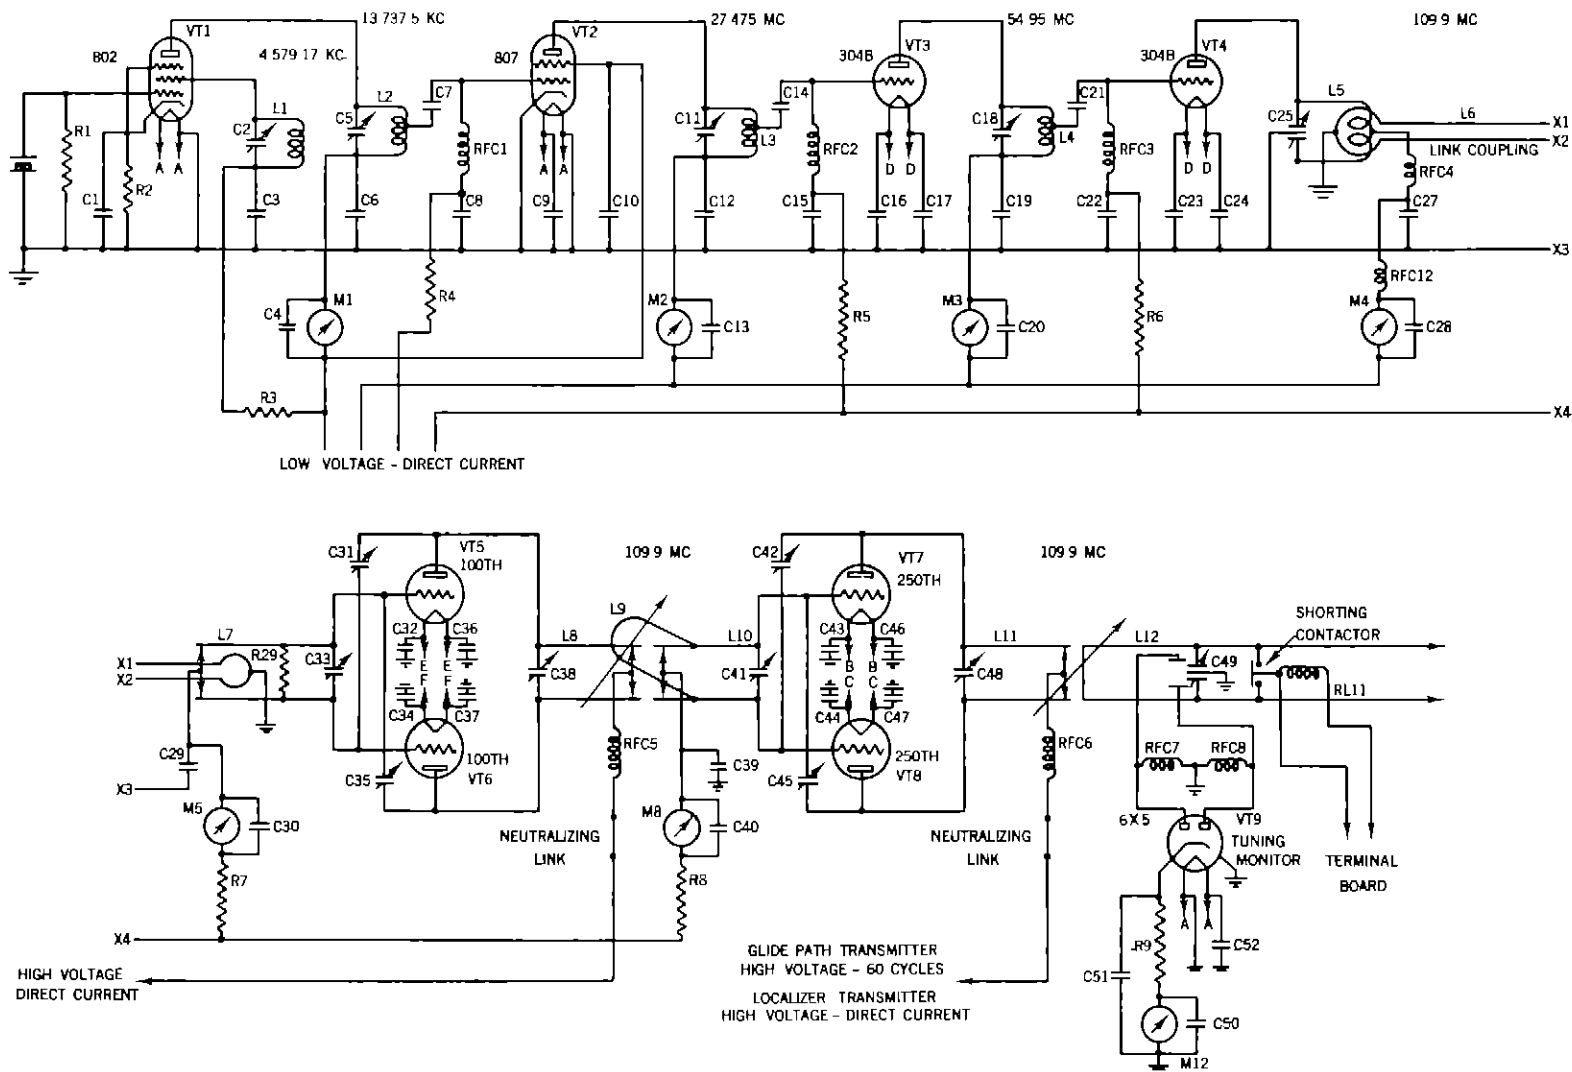 13 737 5 KC
27 475 MC
54 95 MC
109 9 MC
VT1
VT2
VT3
VT4
802
4 579 17 KC
807
304B
304B
L1
L2
C7
C14
C21
L5
L6
X1
R1
C2
C5
C11
C18
C25
X2
RFC1
L3
RFC2
L4
RFC3
LINK COUPLING
R2
A A
A A
D D
D D
RFC4
C1
C3
C6
C8
C9
C10
C12
C15
C16
C17
C19
C22
C23
C24
C27
X3
RFC12
R4
M1
M2
M3
M4
C4
C13
R5
C20
R6
C28
R3
X4
LOW VOLTAGE - DIRECT CURRENT
C31
VT5
100TH
109 9 MC
C42
VT7
250TH
109 9 MC
L9
SHORTING
CONTACTOR
L7
R29
C32
C36
L8
L10
C43
C46
L11
L12
X1
X2
C33
E E
F F
C38
C41
B B
C C
C48
C49
RL11
C34
C37
C44
C47
C29
C35
100TH
VT6
RFC5
C39
C45
250TH
VT8
RFC6
RFC7
RFC8
X3
M5
C30
M8
C40
6X5
VT9
NEUTRALIZING
LINK
NEUTRALIZING
LINK
TUNING
MONITOR
TERMINAL
BOARD
R7
R8
A A
X4
R9
C52
GLIDE PATH TRANSMITTER
HIGH VOLTAGE - 60 CYCLES
HIGH VOLTAGE
DIRECT CURRENT
C51
LOCALIZER TRANSMITTER
HIGH VOLTAGE - DIRECT CURRENT
C50
M12